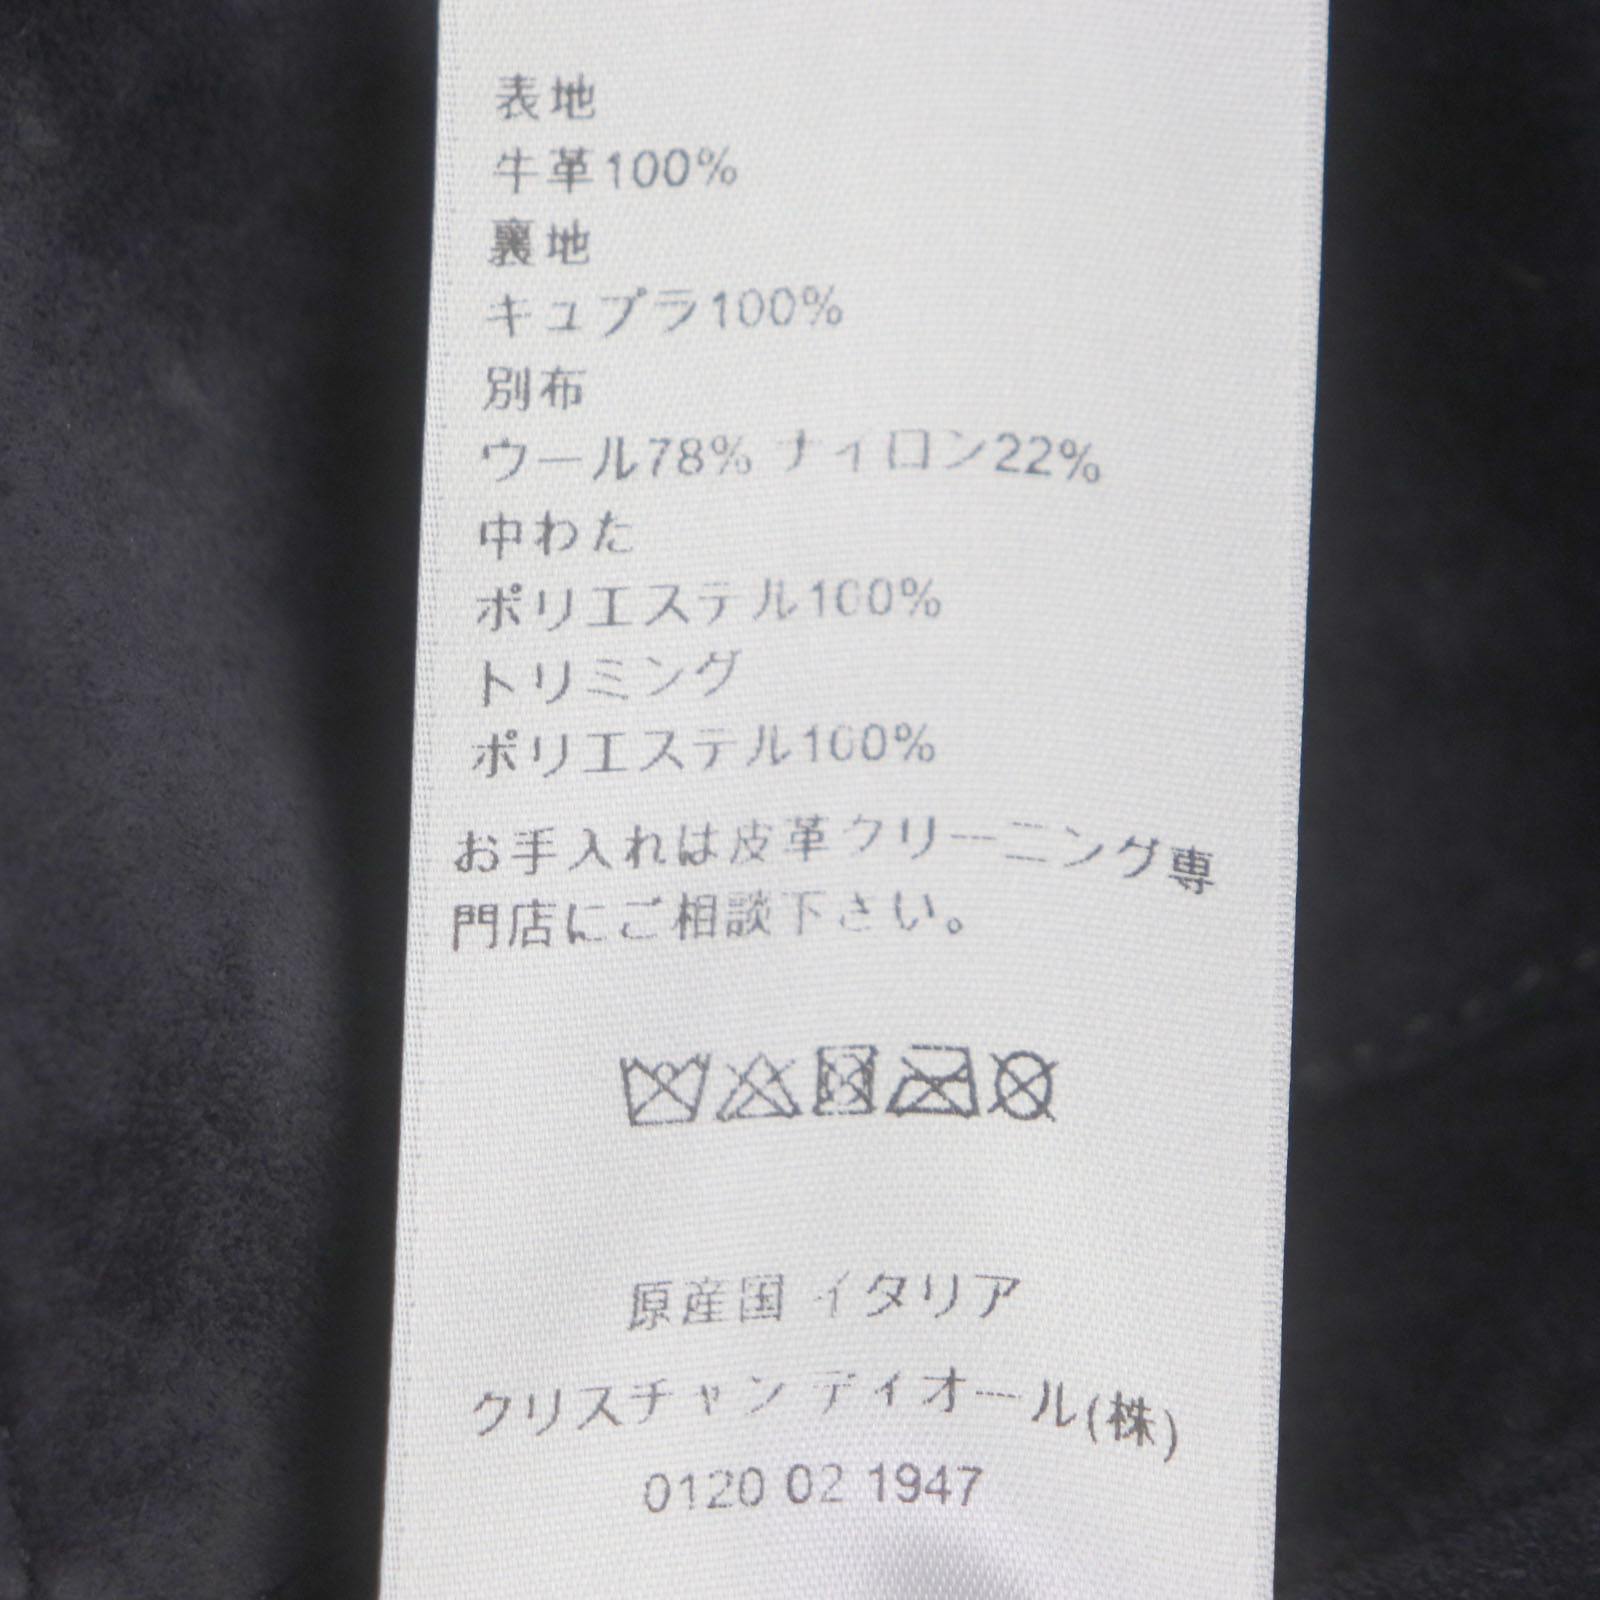 表地
牛革100%
裏地
キュプラ100%
別布
ウール78% ナイロン22%
中わた
ポリエステル100%
トリミング
ポリエステル100%
お手入れは皮革クリーニング専
門店にご相談下さい。
原産国 イタリア
クリスチャン ディオール(株)
0120 02 1947